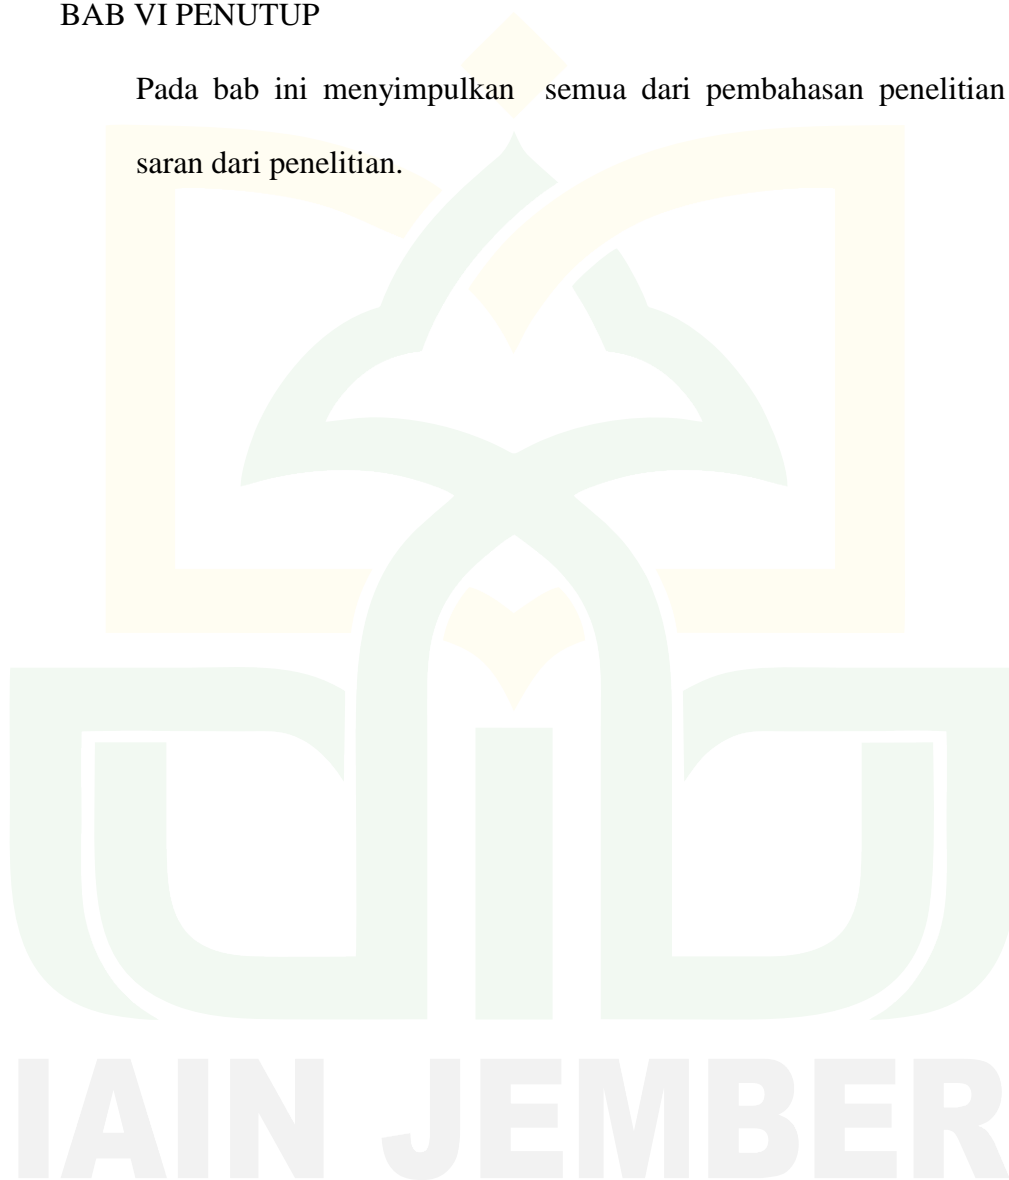 BAB VI PENUTUP
Pada bab ini menyimpulkan semua dari pembahasan penelitian
saran dari penelitian.
IAIN JEMBER